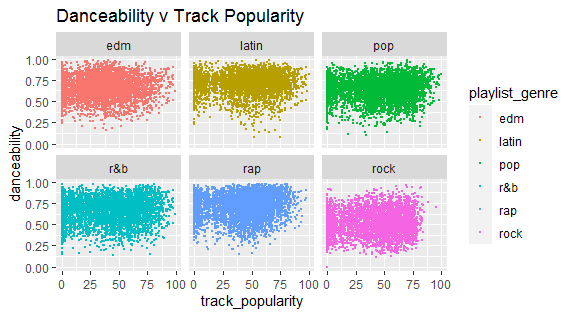 Danceability v Track Popularity
edm latin pop
1.00
0.75
0.50
0.25
0.00
r&b rap rock
1.00
0.75
0.50
0.25
0.00
0 25 50 75 100 0 25 50 75 100 0 25 50 75 100
danceability
track_popularity
playlist_genre
edm
latin
pop
r&b
rap
rock